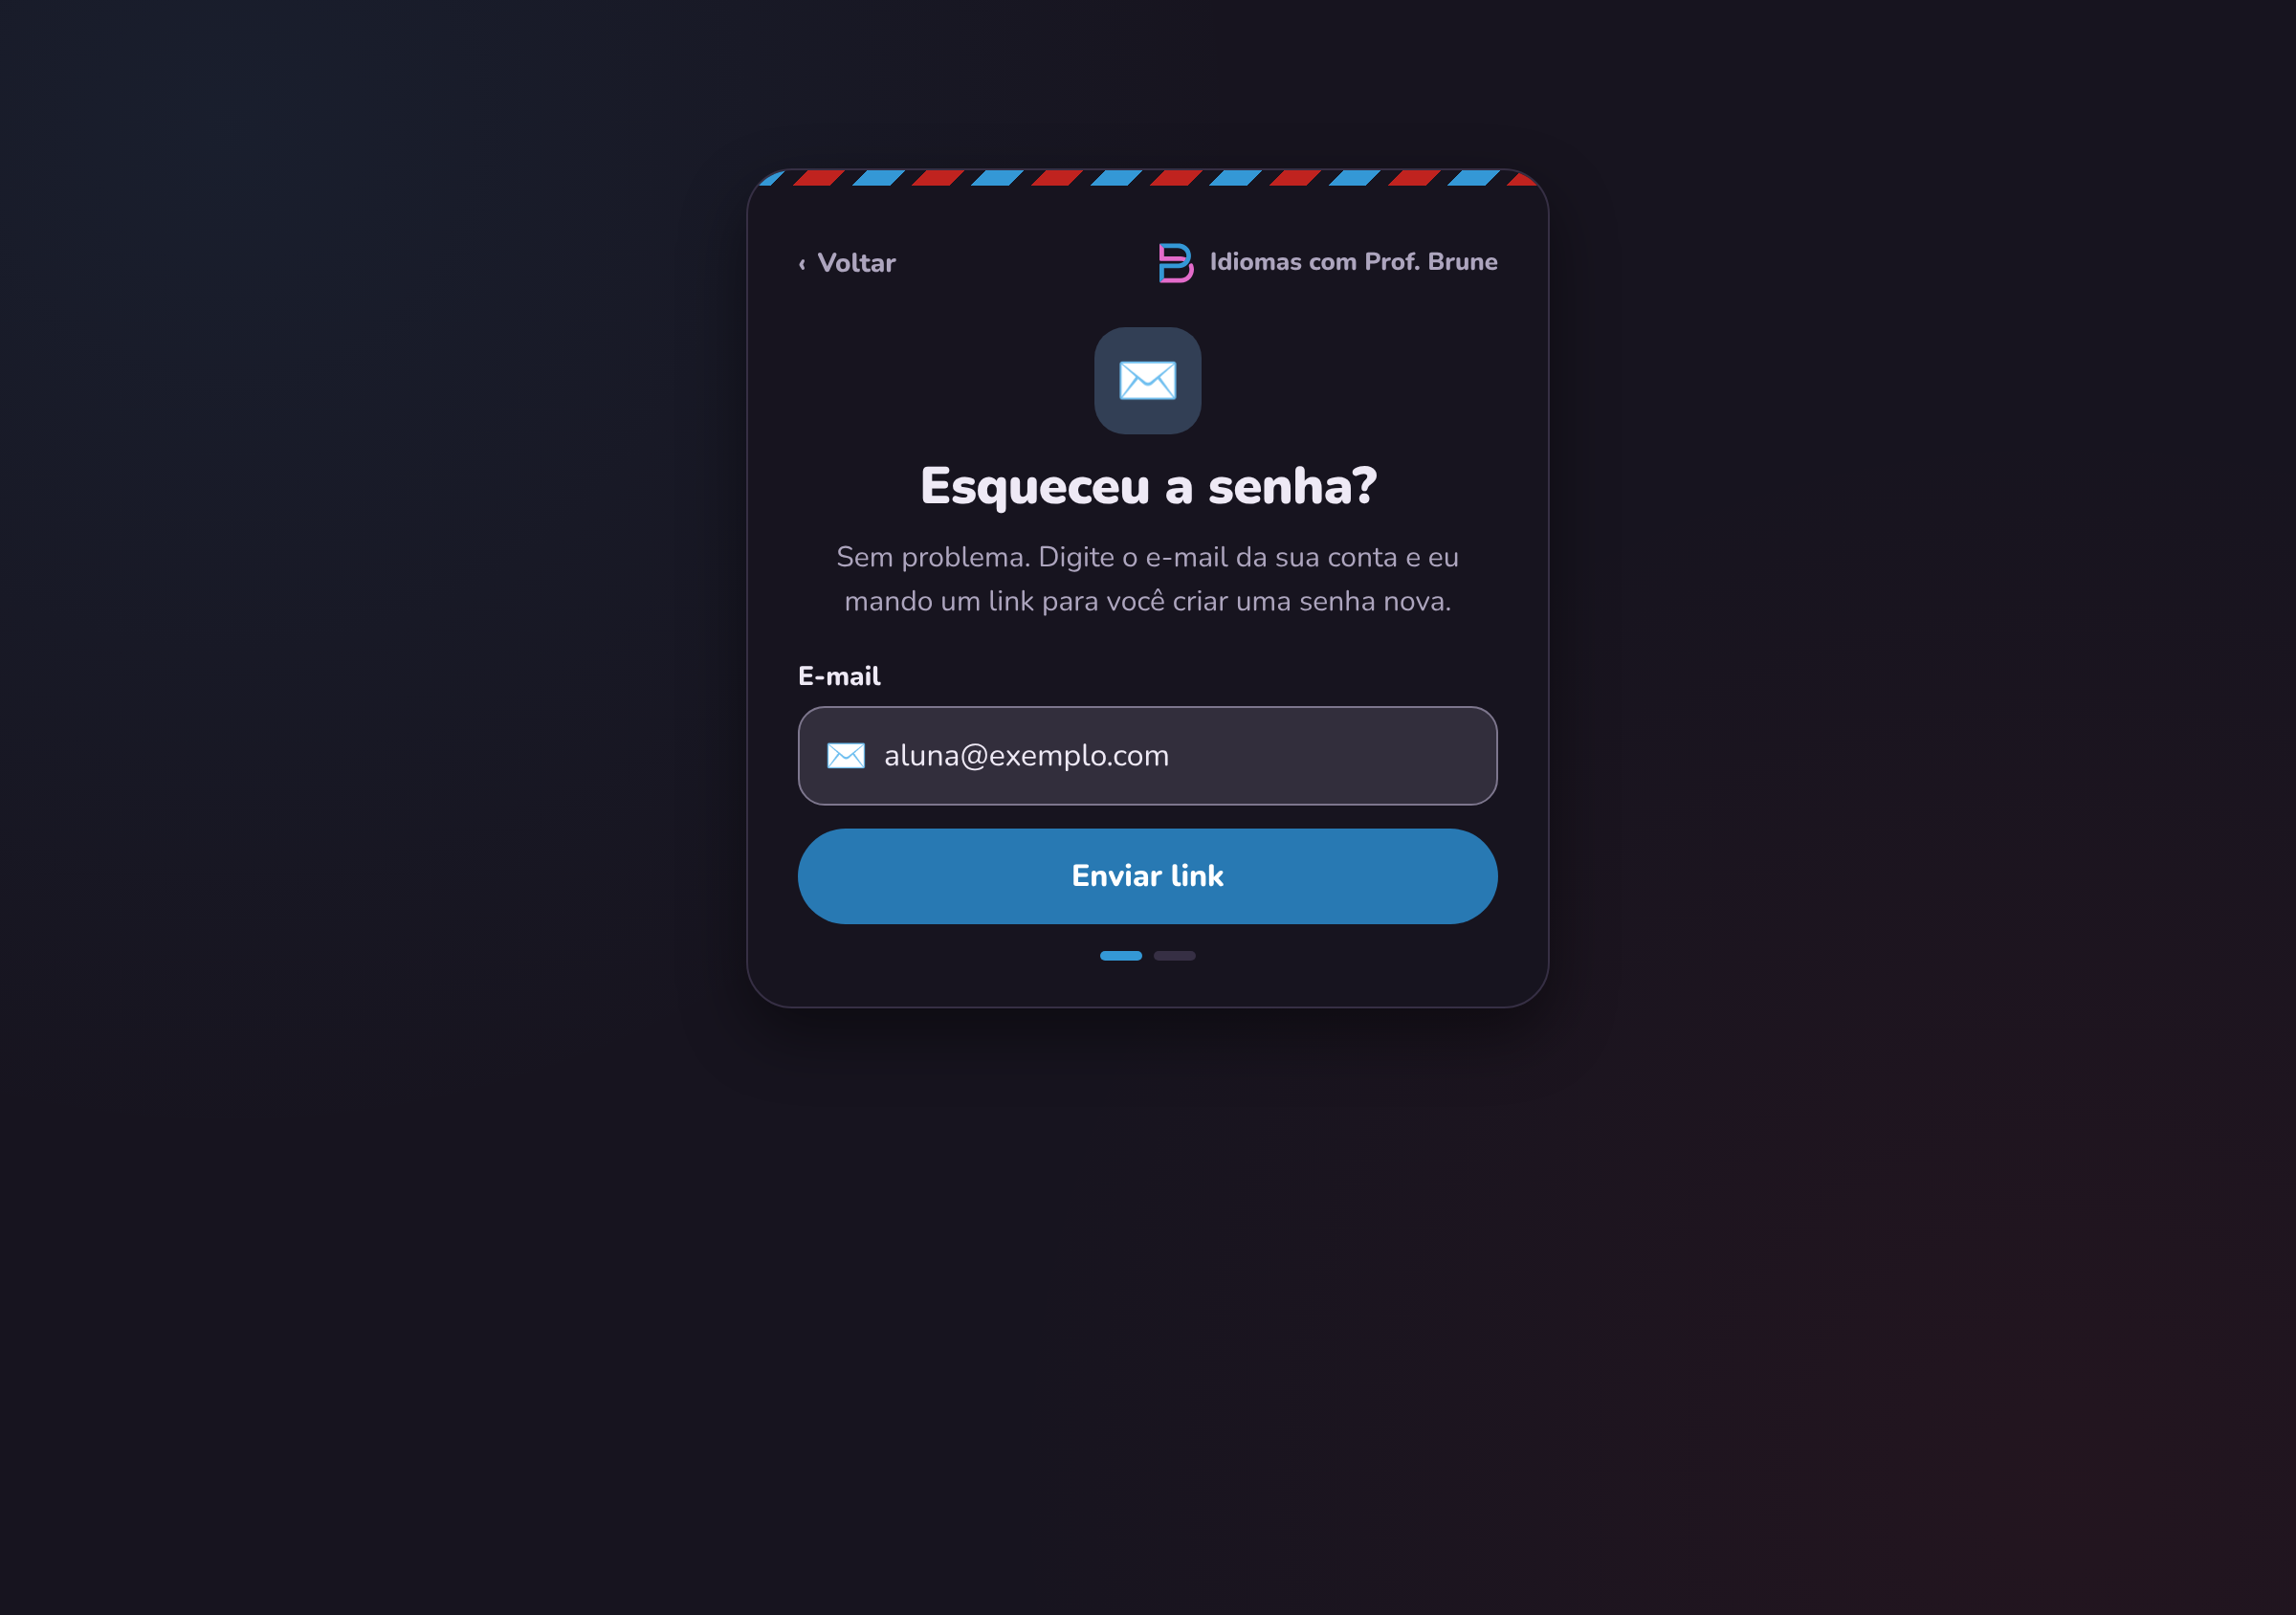 ‹ Voltar
Idiomas com Prof. Brune
Esqueceu a senha?
Sem problema. Digite o e-mail da sua conta e eu
mando um link para você criar uma senha nova.
E-mail
aluna@exemplo.com
Enviar link